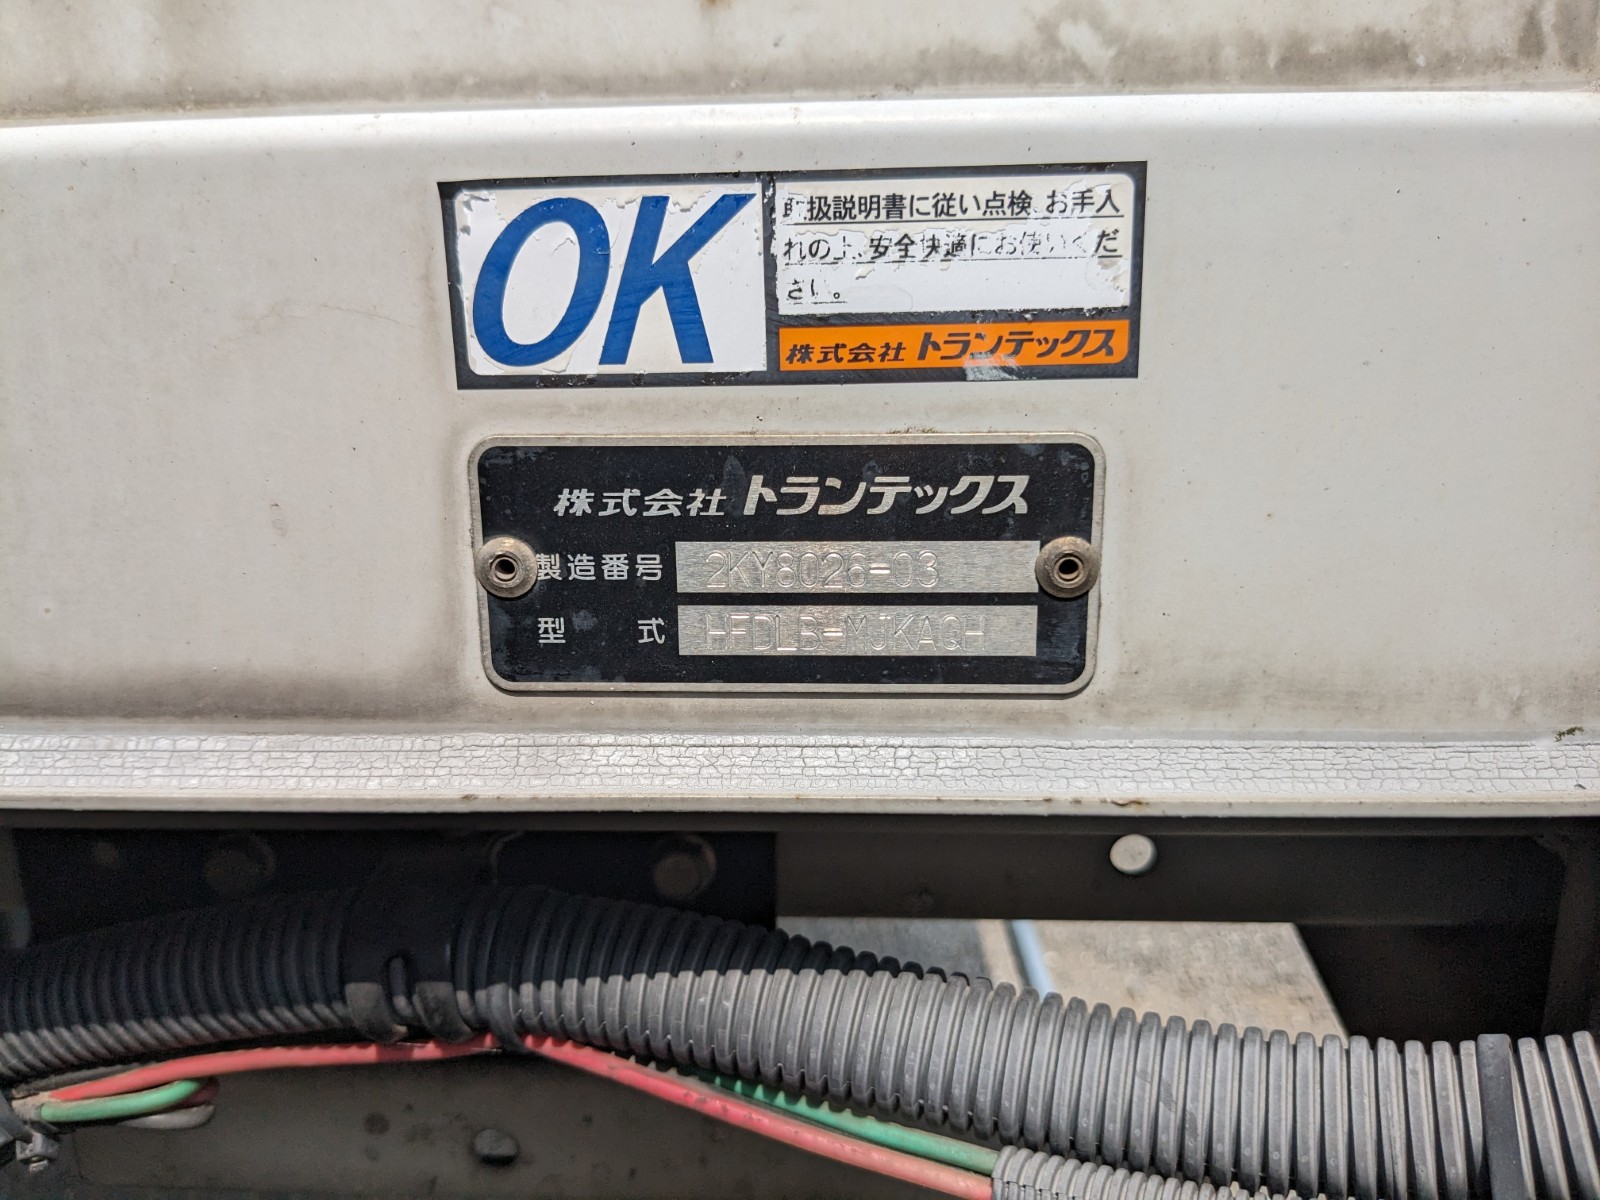 OK
取扱説明書に従い点検、お手入
れの上、安全快適にお使いくだ
さい。
株式会社 トランテックス
株式会社 トランテックス
製造番号 2KY8026-03
型式 HFDLB-MJKAQH